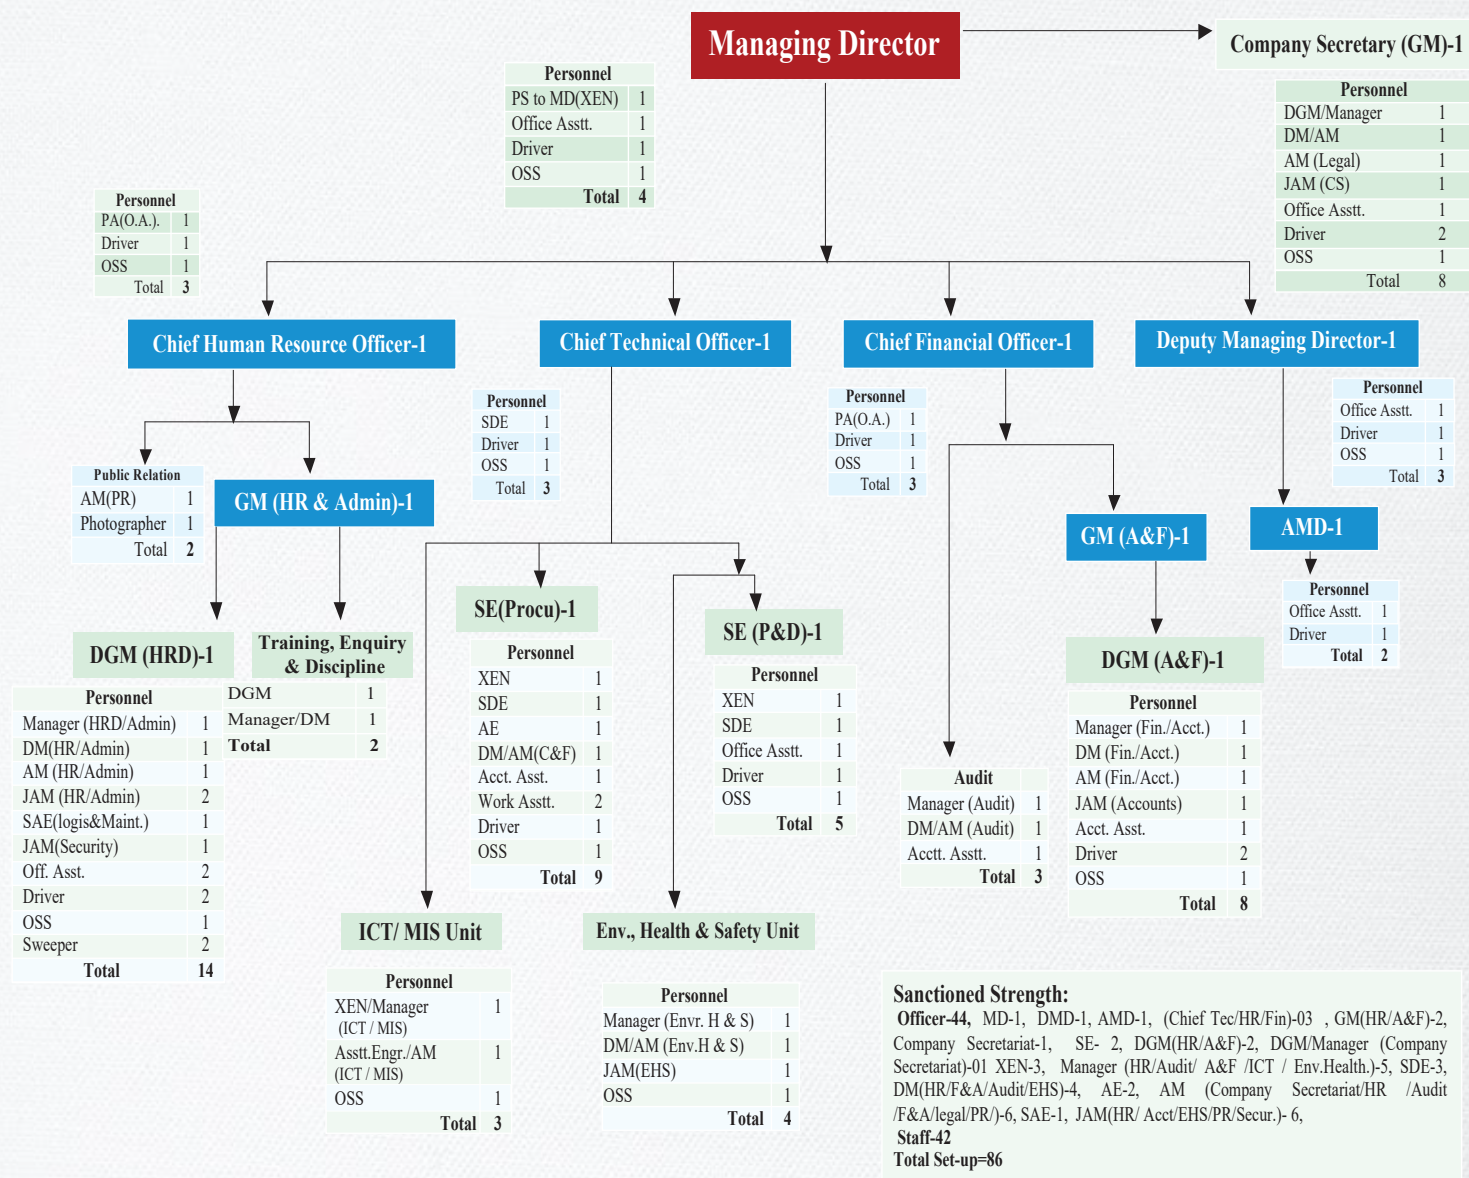 Managing Director
Company Secretary (GM)-1
Personnel
PS to MD(XEN) 1
Office Asstt. 1
Driver 1
OSS 1
Total 4
Personnel
DGM/Manager 1
DM/AM 1
AM (Legal) 1
JAM (CS) 1
Office Asstt. 1
Driver 2
OSS 1
Total 8
Personnel
PA(O.A.). 1
Driver 1
OSS 1
Total 3
Chief Human Resource Officer-1
Chief Technical Officer-1
Chief Financial Officer-1
Deputy Managing Director-1
Personnel
SDE 1
Driver 1
OSS 1
Total 3
Personnel
PA(O.A.) 1
Driver 1
OSS 1
Total 3
Personnel
Office Asstt. 1
Driver 1
OSS 1
Total 3
Public Relation
AM(PR) 1
Photographer 1
Total 2
GM (HR & Admin)-1
GM (A&F)-1
AMD-1
Personnel
Office Asstt. 1
Driver 1
Total 2
DGM (HRD)-1
Personnel
Manager (HRD/Admin) 1
DM(HR/Admin) 1
AM (HR/Admin) 1
JAM (HR/Admin) 2
SAE(logis&Maint.) 1
JAM(Security) 1
Off. Asst. 2
Driver 2
OSS 1
Sweeper 2
Total 14
Training, Enquiry
& Discipline
DGM 1
Manager/DM 1
Total 2
SE(Procu)-1
Personnel
XEN 1
SDE 1
AE 1
DM/AM(C&F) 1
Acct. Asst. 1
Work Asstt. 2
Driver 1
OSS 1
Total 9
SE (P&D)-1
Personnel
XEN 1
SDE 1
Office Asstt. 1
Driver 1
OSS 1
Total 5
Audit
Manager (Audit) 1
DM/AM (Audit) 1
Acctt. Asstt. 1
Total 3
DGM (A&F)-1
Personnel
Manager (Fin./Acct.) 1
DM (Fin./Acct.) 1
AM (Fin./Acct.) 1
JAM (Accounts) 1
Acct. Asst. 1
Driver 2
OSS 1
Total 8
ICT/ MIS Unit
Personnel
XEN/Manager 1
(ICT / MIS)
Asstt.Engr./AM 1
(ICT / MIS)
OSS 1
Total 3
Env., Health & Safety Unit
Personnel
Manager (Envr. H & S) 1
DM/AM (Env.H & S) 1
JAM(EHS) 1
OSS 1
Total 4
Sanctioned Strength:
Officer-44, MD-1, DMD-1, AMD-1, (Chief Tec/HR/Fin)-03 , GM(HR/A&F)-2,
Company Secretariat-1, SE- 2, DGM(HR/A&F)-2, DGM/Manager (Company
Secretariat)-01 XEN-3, Manager (HR/Audit/ A&F /ICT / Env.Health.)-5, SDE-3,
DM(HR/F&A/Audit/EHS)-4, AE-2, AM (Company Secretariat/HR /Audit
/F&A/legal/PR/)-6, SAE-1, JAM(HR/ Acct/EHS/PR/Secur.)- 6,
Staff-42
Total Set-up=86